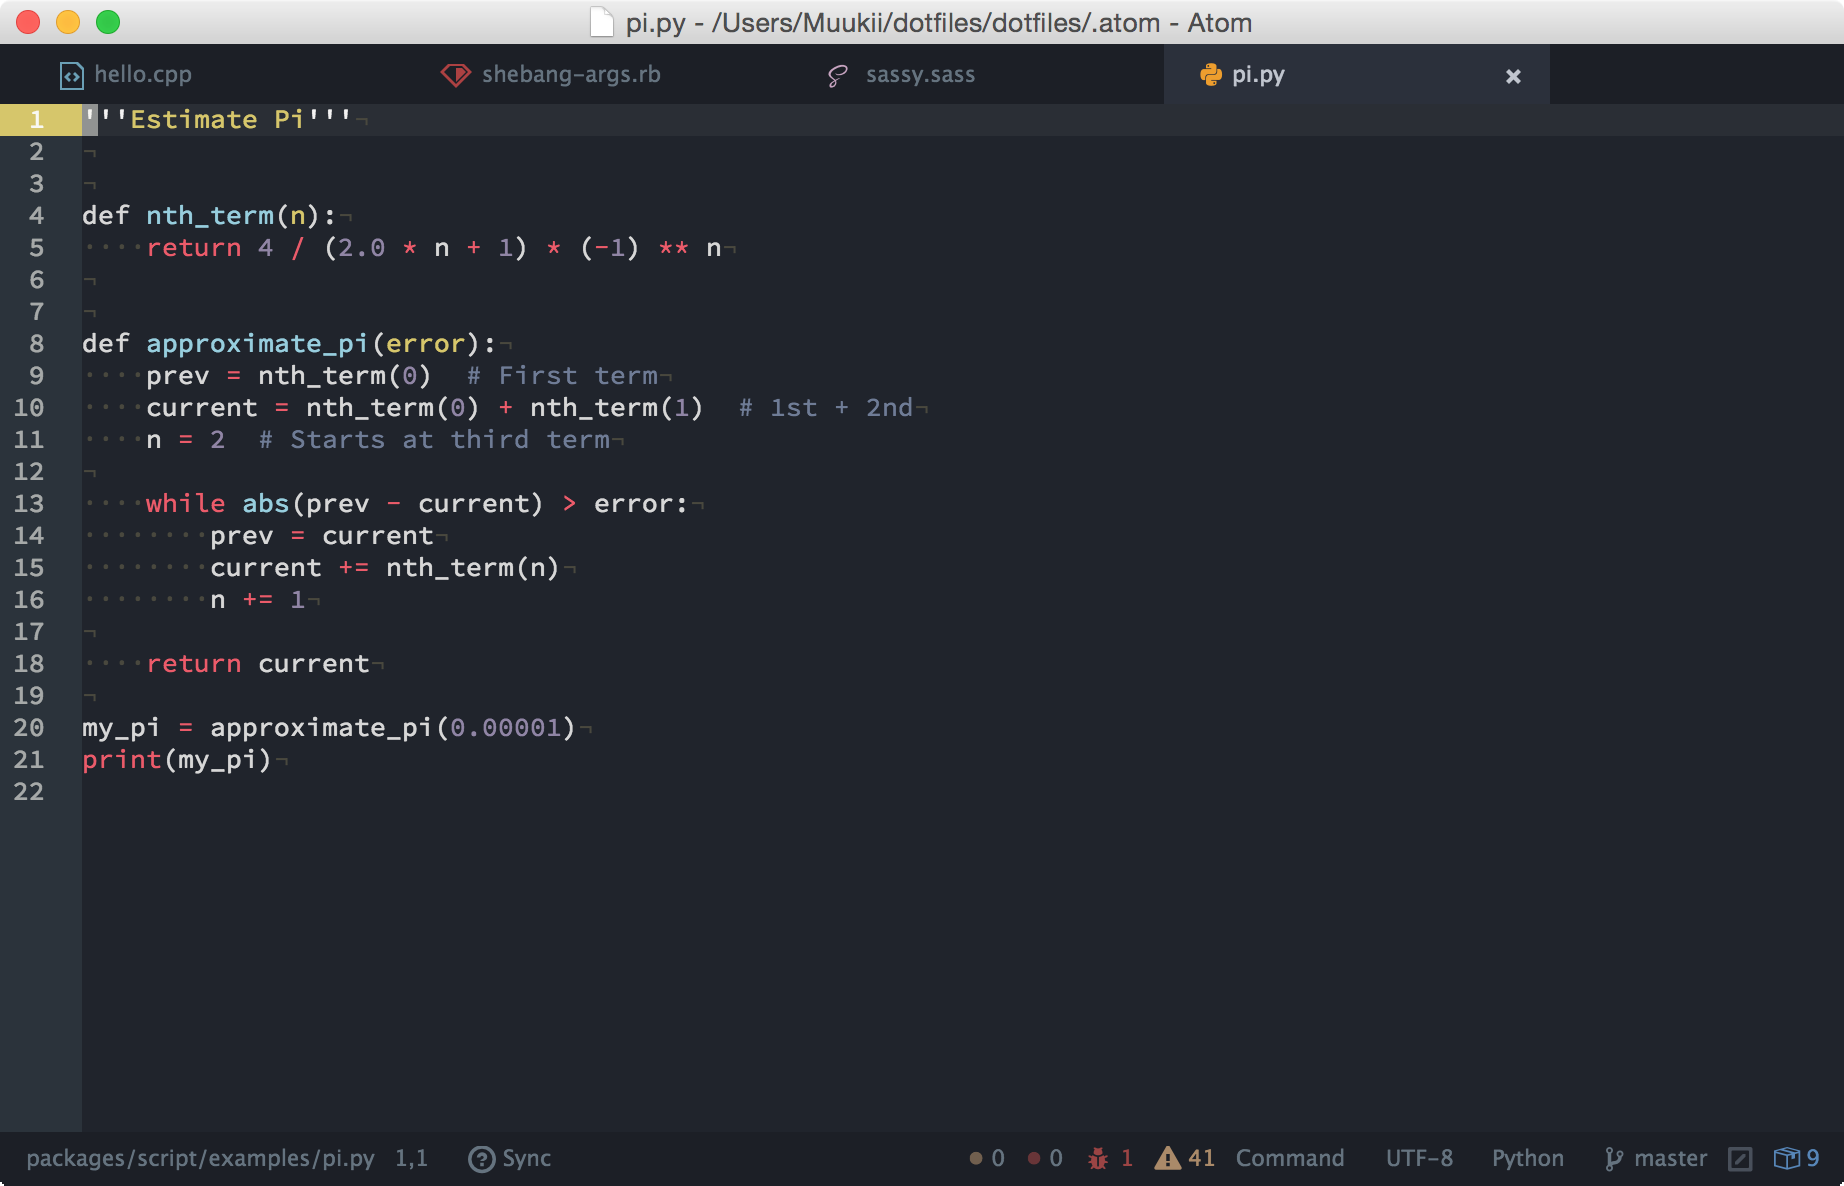 pi.py - /Users/Muukii/dotfiles/dotfiles/.atom - Atom
hello.cpp shebang-args.rb sassy.sass pi.py
1 '''Estimate Pi'''¬
2 ¬
3 ¬
4 def nth_term(n):¬
5 ····return 4 / (2.0 * n + 1) * (-1) ** n¬
6 ¬
7 ¬
8 def approximate_pi(error):¬
9 ····prev = nth_term(0)  # First term¬
10 ····current = nth_term(0) + nth_term(1)  # 1st + 2nd¬
11 ····n = 2  # Starts at third term¬
12 ¬
13 ····while abs(prev - current) > error:¬
14 ········prev = current¬
15 ········current += nth_term(n)¬
16 ········n += 1¬
17 ¬
18 ····return current¬
19 ¬
20 my_pi = approximate_pi(0.00001)¬
21 print(my_pi)¬
22
packages/script/examples/pi.py 1,1 Sync 0 0 1 41 Command UTF-8 Python master 9